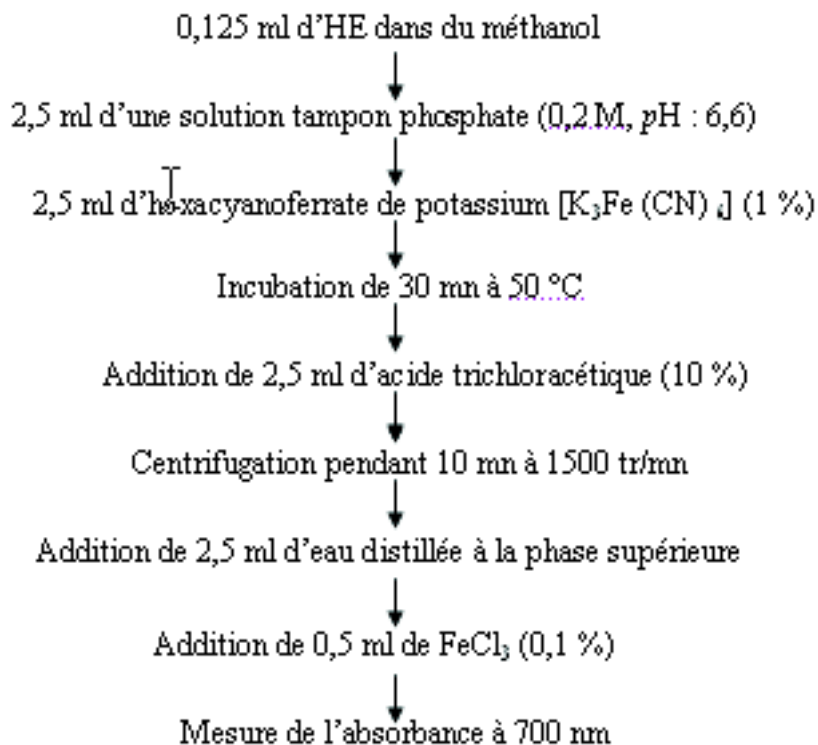 0,125 ml d’HE dans du méthanol
2,5 ml d’une solution tampon phosphate (0,2 M, pH : 6,6)
2,5 ml d’hexacyanoferrate de potassium [K₃Fe (CN) ₆] (1 %)
Incubation de 30 mn à 50 °C
Addition de 2,5 ml d’acide trichloracétique (10 %)
Centrifugation pendant 10 mn à 1500 tr/mn
Addition de 2,5 ml d’eau distillée à la phase supérieure
Addition de 0,5 ml de FeCl₃ (0,1 %)
Mesure de l’absorbance à 700 nm